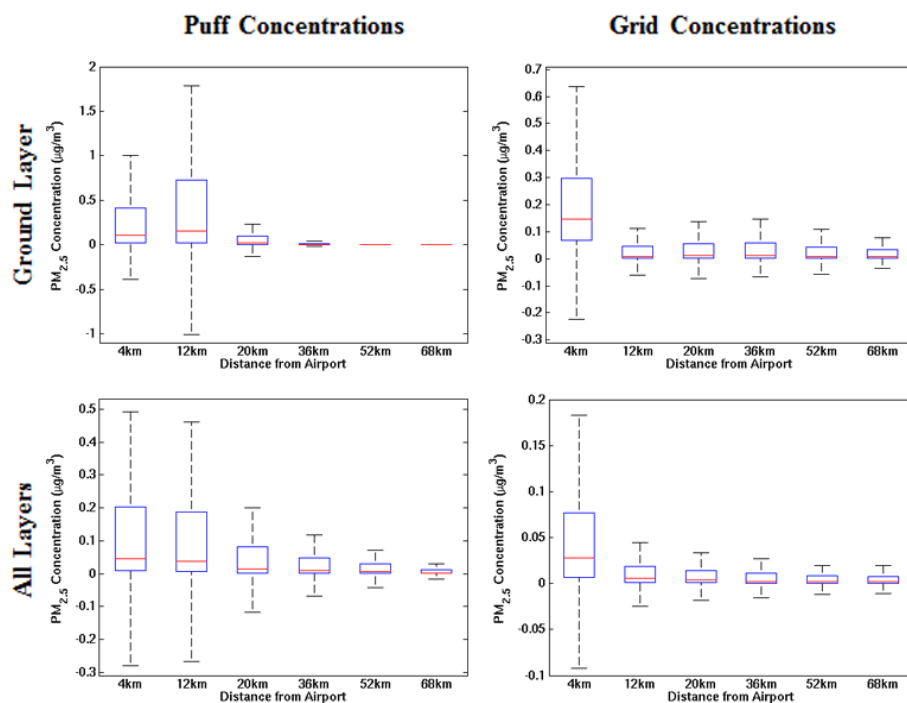 Puff Concentrations
Grid Concentrations
Ground Layer
PM2.5 Concentration (µg/m3)
2
1.5
1
0.5
0
-0.5
-1
4km 12km 20km 36km 52km 68km
Distance from Airport
PM2.5 Concentration (µg/m3)
0.7
0.6
0.5
0.4
0.3
0.2
0.1
0
-0.1
-0.2
-0.3
4km 12km 20km 36km 52km 68km
Distance from Airport
All Layers
PM2.5 Concentration (µg/m3)
0.5
0.4
0.3
0.2
0.1
0
-0.1
-0.2
-0.3
4km 12km 20km 36km 52km 68km
Distance from Airport
PM2.5 Concentration (µg/m3)
0.2
0.15
0.1
0.05
0
-0.05
-0.1
4km 12km 20km 36km 52km 68km
Distance from Airport